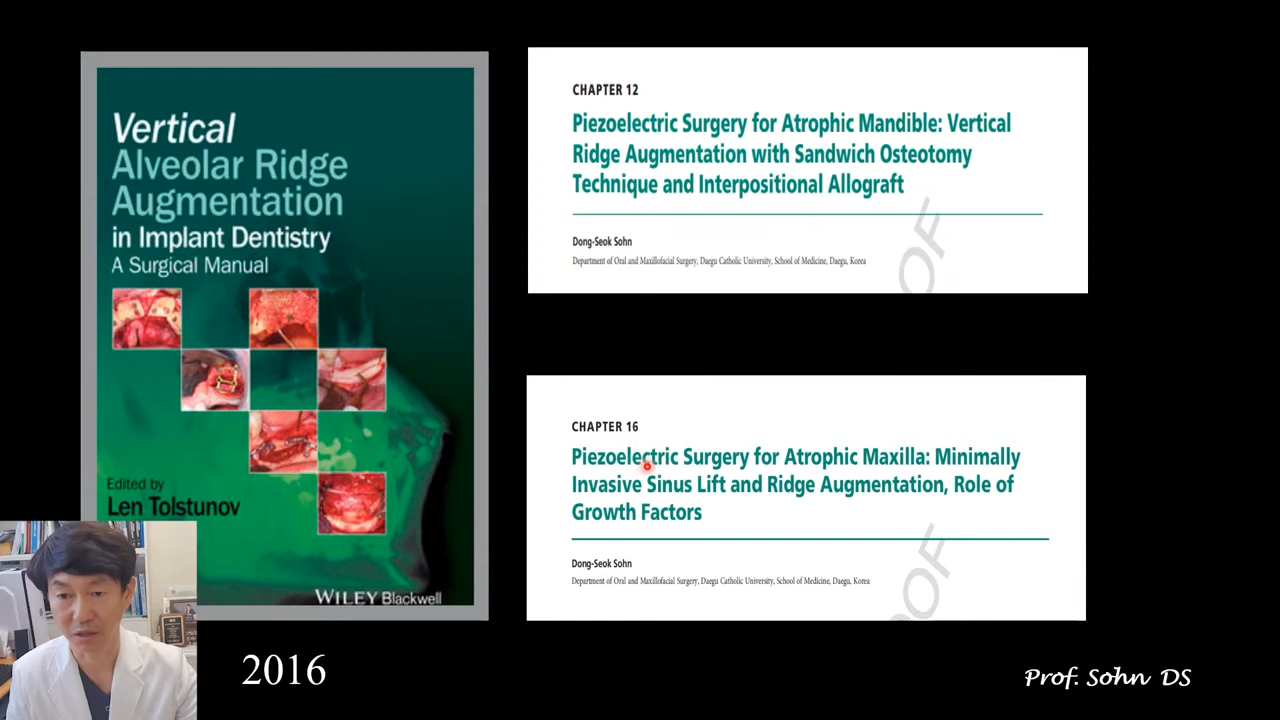 Vertical
Alveolar Ridge
Augmentation
in Implant Dentistry
A Surgical Manual
Edited by
Len Tolstunov
WILEY Blackwell
CHAPTER 12
Piezoelectric Surgery for Atrophic Mandible: Vertical
Ridge Augmentation with Sandwich Osteotomy
Technique and Interpositional Allograft
Dong-Seok Sohn
Department of Oral and Maxillofacial Surgery, Daegu Catholic University, School of Medicine, Daegu, Korea
OF
CHAPTER 16
Piezoelectric Surgery for Atrophic Maxilla: Minimally
Invasive Sinus Lift and Ridge Augmentation, Role of
Growth Factors
Dong-Seok Sohn
Department of Oral and Maxillofacial Surgery, Daegu Catholic University, School of Medicine, Daegu, Korea
OOF
2016
Prof. Sohn DS